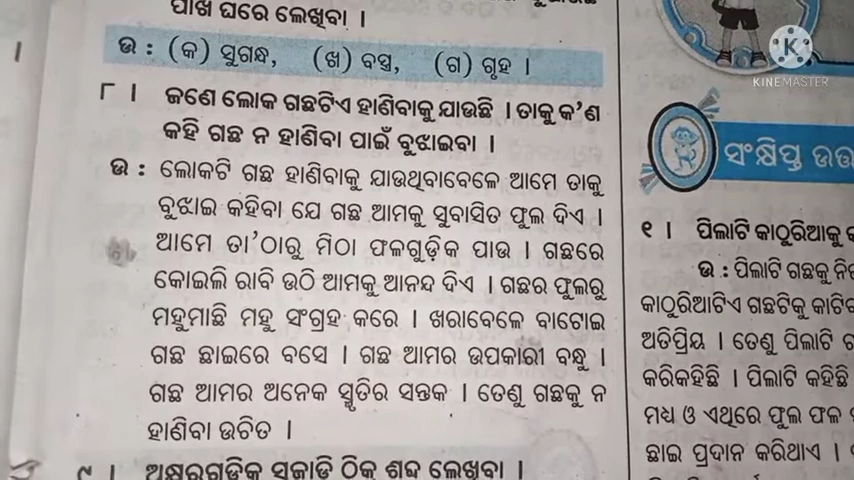 ପାଖ ଘରେ ଲେଖିବା ।
ଉ : (କ) ସୁଗନ୍ଧ, (ଖ) ବସ୍ତ୍ର, (ଗ) ଗୃହ ।
୮ । ଜଣେ ଲୋକ ଗଛଟିଏ ହାଣିବାକୁ ଯାଉଛି । ତାକୁ କ'ଣ
କହି ଗଛ ନ ହାଣିବା ପାଇଁ ବୁଝାଇବା ।
ଉ : ଲୋକଟି ଗଛ ହାଣିବାକୁ ଯାଉଥିବାବେଳେ ଆମେ ତାକୁ
ବୁଝାଇ କହିବା ଯେ ଗଛ ଆମକୁ ସୁବାସିତ ଫୁଲ ଦିଏ ।
ଆମେ ତା'ଠାରୁ ମିଠା ଫଳଗୁଡ଼ିକ ପାଉ । ଗଛରେ
କୋଇଲି ରାବି ଉଠି ଆମକୁ ଆନନ୍ଦ ଦିଏ । ଗଛର ଫୁଲରୁ
ମହୁମାଛି ମହୁ ସଂଗ୍ରହ କରେ । ଖରାବେଳେ ବାଟୋଇ
ଗଛ ଛାଇରେ ବସେ । ଗଛ ଆମର ଉପକାରୀ ବନ୍ଧୁ ।
ଗଛ ଆମର ଅନେକ ସ୍ମୃତିର ସନ୍ତକ । ତେଣୁ ଗଛକୁ ନ
ହାଣିବା ଉଚିତ ।
୯ । ଅକ୍ଷରଗୁଡ଼ିକ ସଜାଡ଼ି ଠିକ୍ ଶବ୍ଦ ଲେଖିବା ।
KINEMASTER
ସଂକ୍ଷିପ୍ତ
୧ । ପିଲାଟି କାଠୁରିଆକୁ
ଉ : ପିଲାଟି ଗଛକୁ
କାଠୁରିଆଟିଏ ଗଛଟିକୁ
ଅତିପ୍ରିୟ । ତେଣୁ ପିଲାଟି
କରିକହିଛି । ପିଲାଟି କହିଛି
ମଧ୍ୟ ଓ ଏଥିରେ ଫୁଲ ଫଳ
ଛାଇ ପ୍ରଦାନ କରିଥାଏ ।